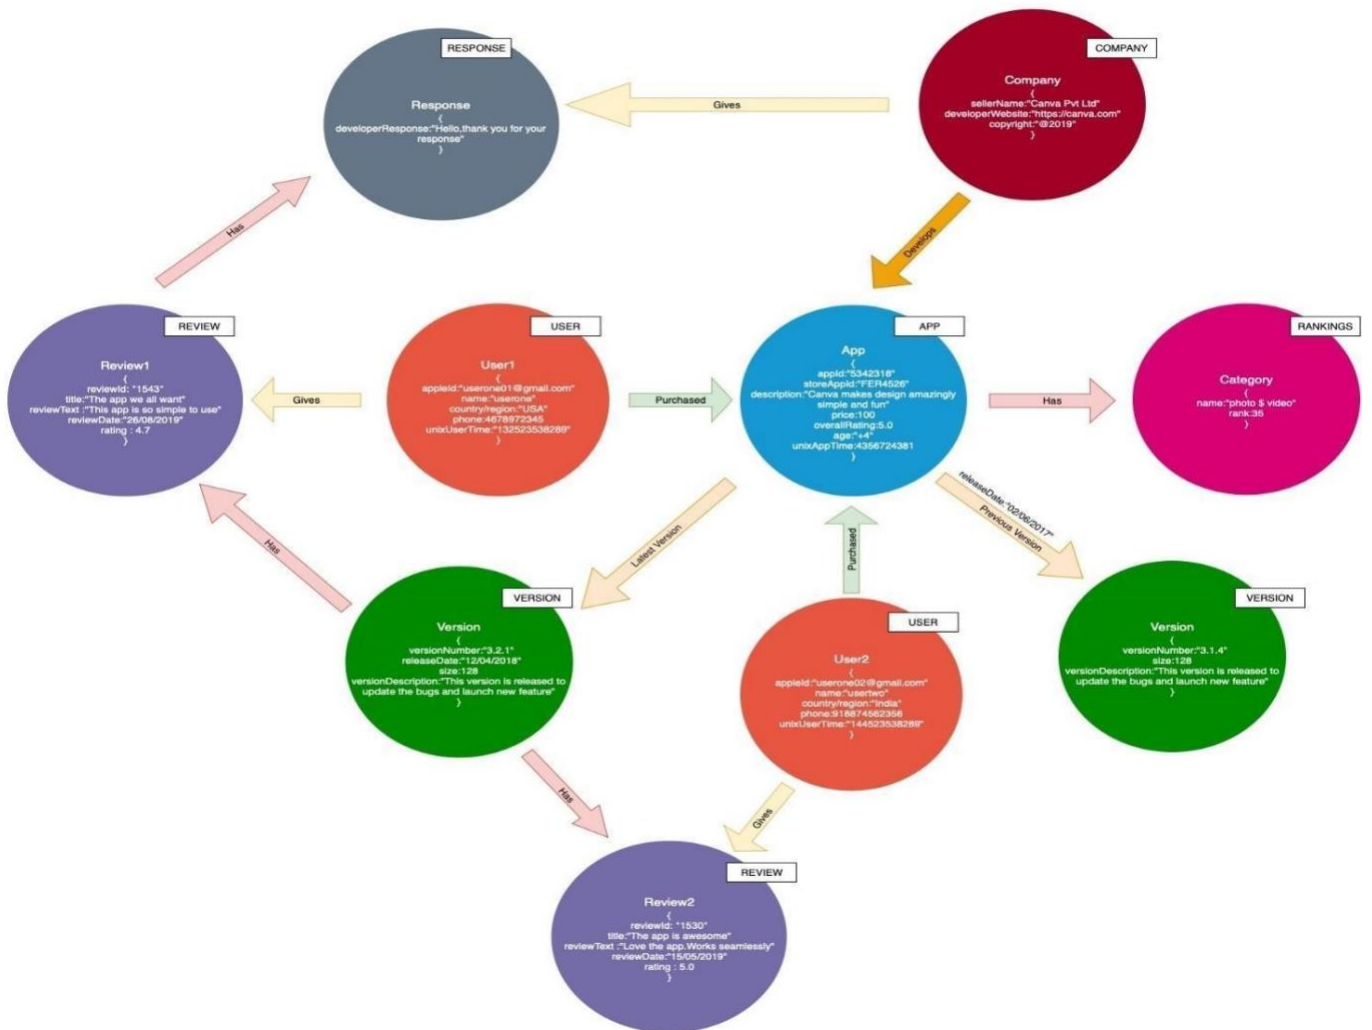 RESPONSE
Response
{
developerResponse:"Hello,thank you for your
response"
}
Gives
COMPANY
Company
{
sellerName:"Canva Pvt Ltd"
developerWebsite:"https://canva.com"
copyright:"@2019"
}
Has
Develops
REVIEW
Review1
{
reviewId: "1543"
title:"The app we all want"
reviewText :"This app is so simple to use"
reviewDate:"26/08/2019"
rating : 4.7
}
Gives
USER
User1
{
appleId:"userone01@gmail.com"
name:"userone"
country/region:"USA"
phone:4678972345
unixUserTime:"132523538289"
}
Purchased
APP
App
{
appId:"5342318"
storeAppId:"FER4526"
description:"Canva makes design amazingly
simple and fun"
price:100
overallRating:5.0
age:"+4"
unixAppTime:4356724381
}
Has
RANKINGS
Category
{
name:"photo $ video"
rank:36
}
Has
Latest Version
Purchased
releaseDate:"02/06/2017"
Previous Version
VERSION
Version
{
versionNumber:"3.2.1"
releaseDate:"12/04/2018"
size:128
versionDescription:"This version is released to
update the bugs and launch new feature"
}
USER
User2
{
appleId:"userone02@gmail.com"
name:"usertwo"
country/region:"India"
phone:918874562356
unixUserTime:"144523538289"
}
VERSION
Version
{
versionNumber:"3.1.4"
size:128
versionDescription:"This version is released to
update the bugs and launch new feature"
}
Has
Gives
REVIEW
Review2
{
reviewId: "1530"
title:"The app is awesome"
reviewText :"Love the app.Works seamlessly"
reviewDate:"15/05/2019"
rating : 5.0
}